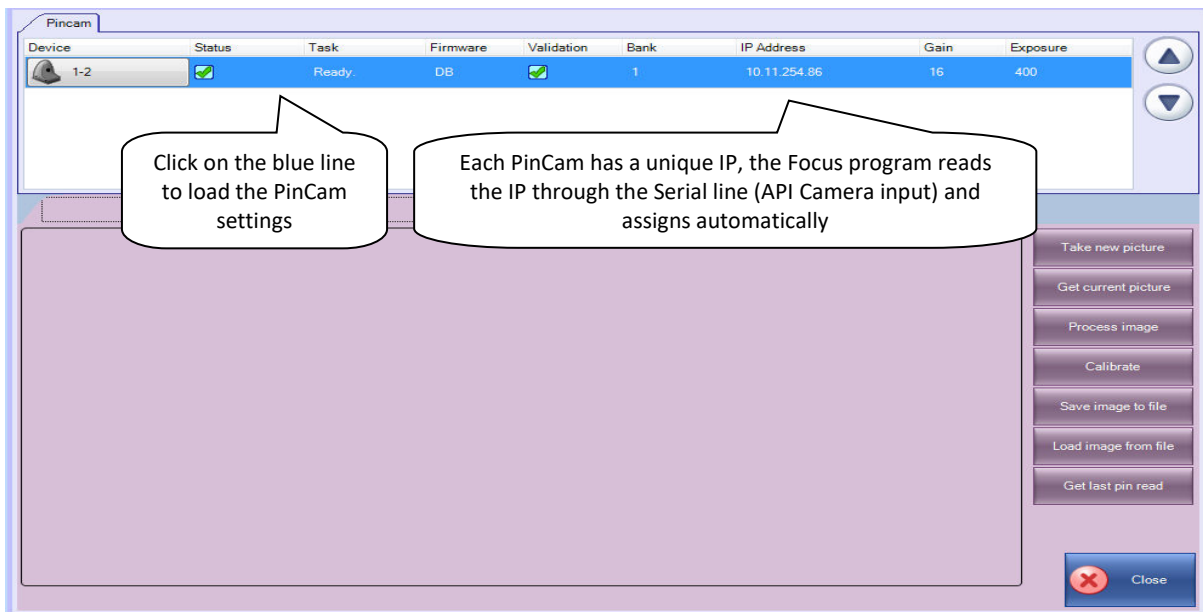 Pincam
Device Status Task Firmware Validation Bank IP Address Gain Exposure
1-2 Ready. DB 1 10.11.254.86 16 400
Click on the blue line
to load the PinCam
settings
Each PinCam has a unique IP, the Focus program reads
the IP through the Serial line (API Camera input) and
assigns automatically
Take new picture
Get current picture
Process image
Calibrate
Save image to file
Load image from file
Get last pin read
Close